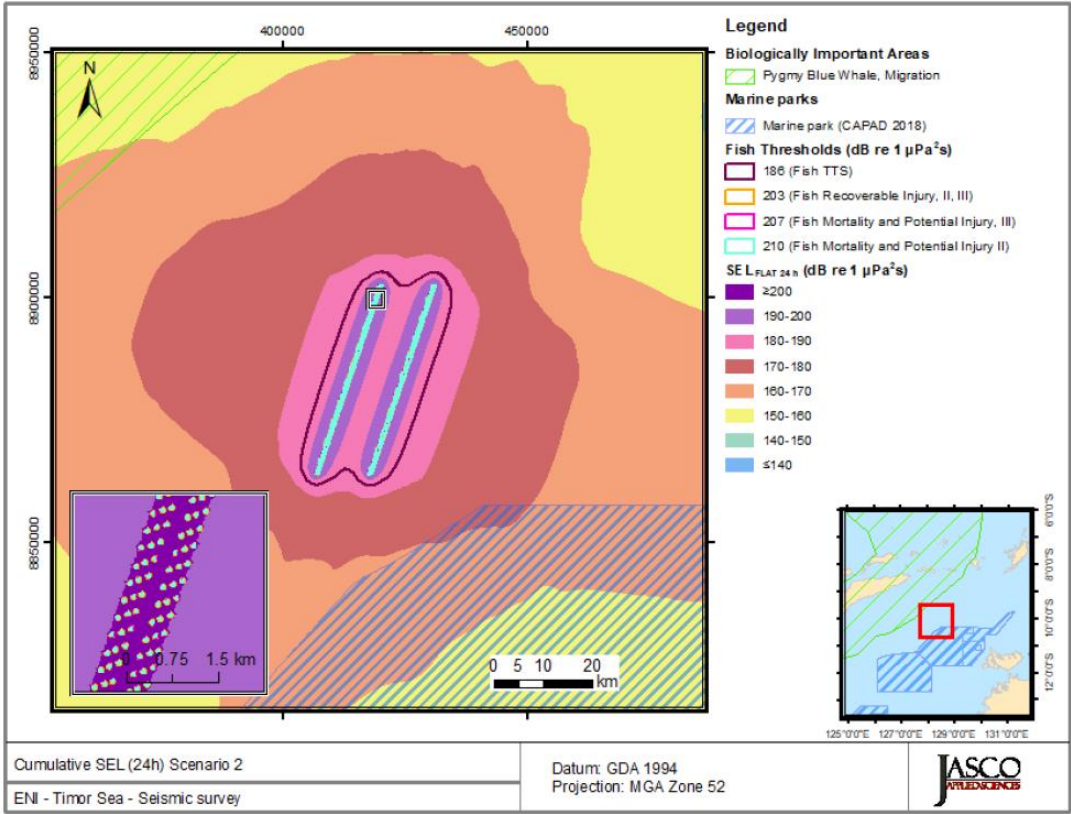 400000 450000
8950000
8900000
8850000
N
0 0.75 1.5 km
0 5 10 20
km
Legend
Biologically Important Areas
Pygmy Blue Whale, Migration
Marine parks
Marine park (CAPAD 2018)
Fish Thresholds (dB re 1 µPa²s)
186 (Fish TTS)
203 (Fish Recoverable Injury, II, III)
207 (Fish Mortality and Potential Injury, III)
210 (Fish Mortality and Potential Injury II)
SEL FLAT 24 h (dB re 1 µPa²s)
≥200
190-200
180-190
170-180
160-170
150-160
140-150
≤140
6°0'0"S
8°0'0"S
10°0'0"S
12°0'0"S
125°0'0"E 127°0'0"E 129°0'0"E 131°0'0"E
Cumulative SEL (24h) Scenario 2
ENI - Timor Sea - Seismic survey
Datum: GDA 1994
Projection: MGA Zone 52
JASCO
APPLIED SCIENCES